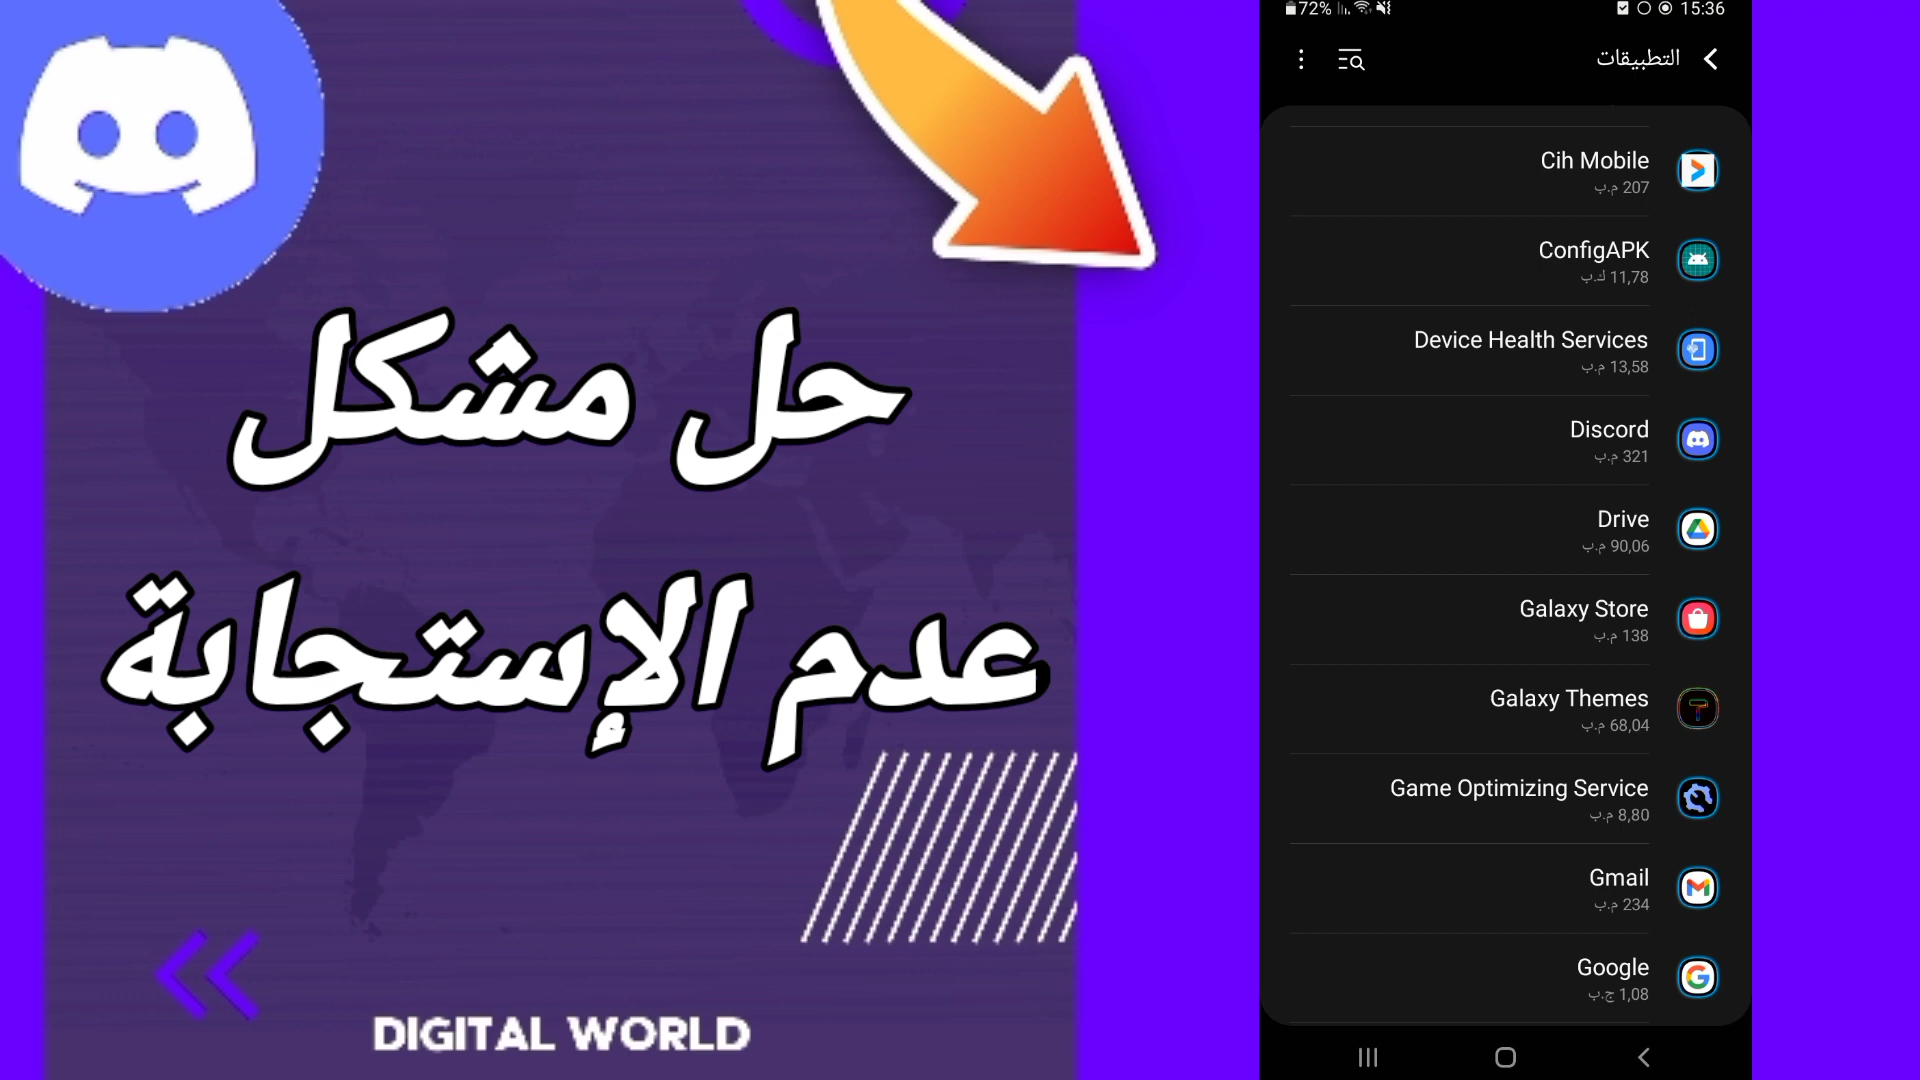 حل مشكل
عدم الإستجابة
DIGITAL WORLD
72%
15:36
التطبيقات
Cih Mobile
207 م.ب
ConfigAPK
11,78 ك.ب
Device Health Services
13,58 م.ب
Discord
321 م.ب
Drive
90,06 م.ب
Galaxy Store
138 م.ب
Galaxy Themes
68,04 م.ب
Game Optimizing Service
8,80 م.ب
Gmail
234 م.ب
Google
1,08 ج.ب